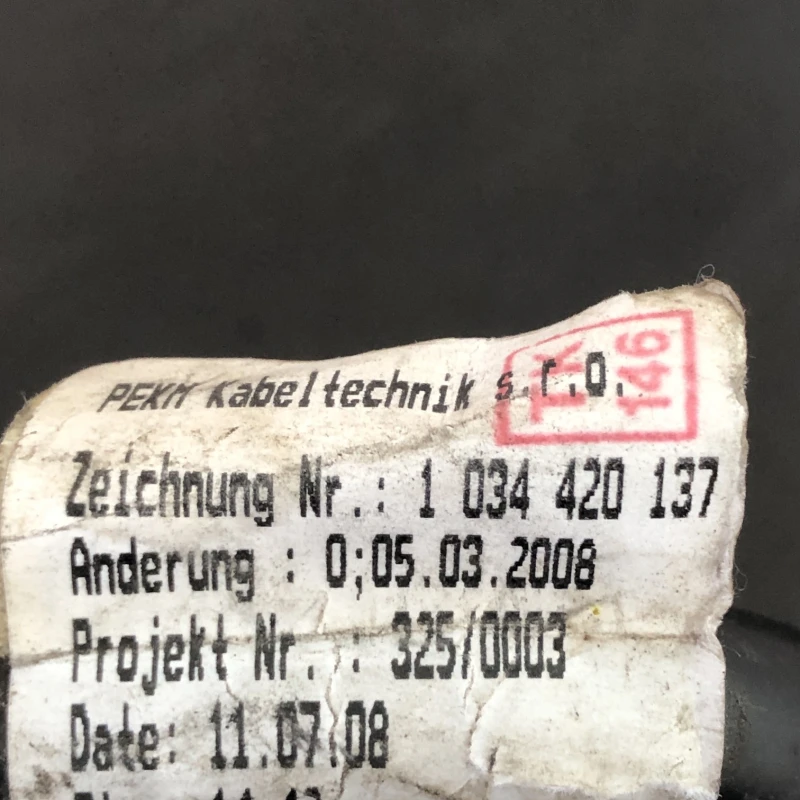 PEKM Kabeltechnik s.r.o.
TK
146
Zeichnung Nr.: 1 034 420 137
Anderung : 0;05.03.2008
Projekt Nr. : 325/0003
Date: 11.07.08